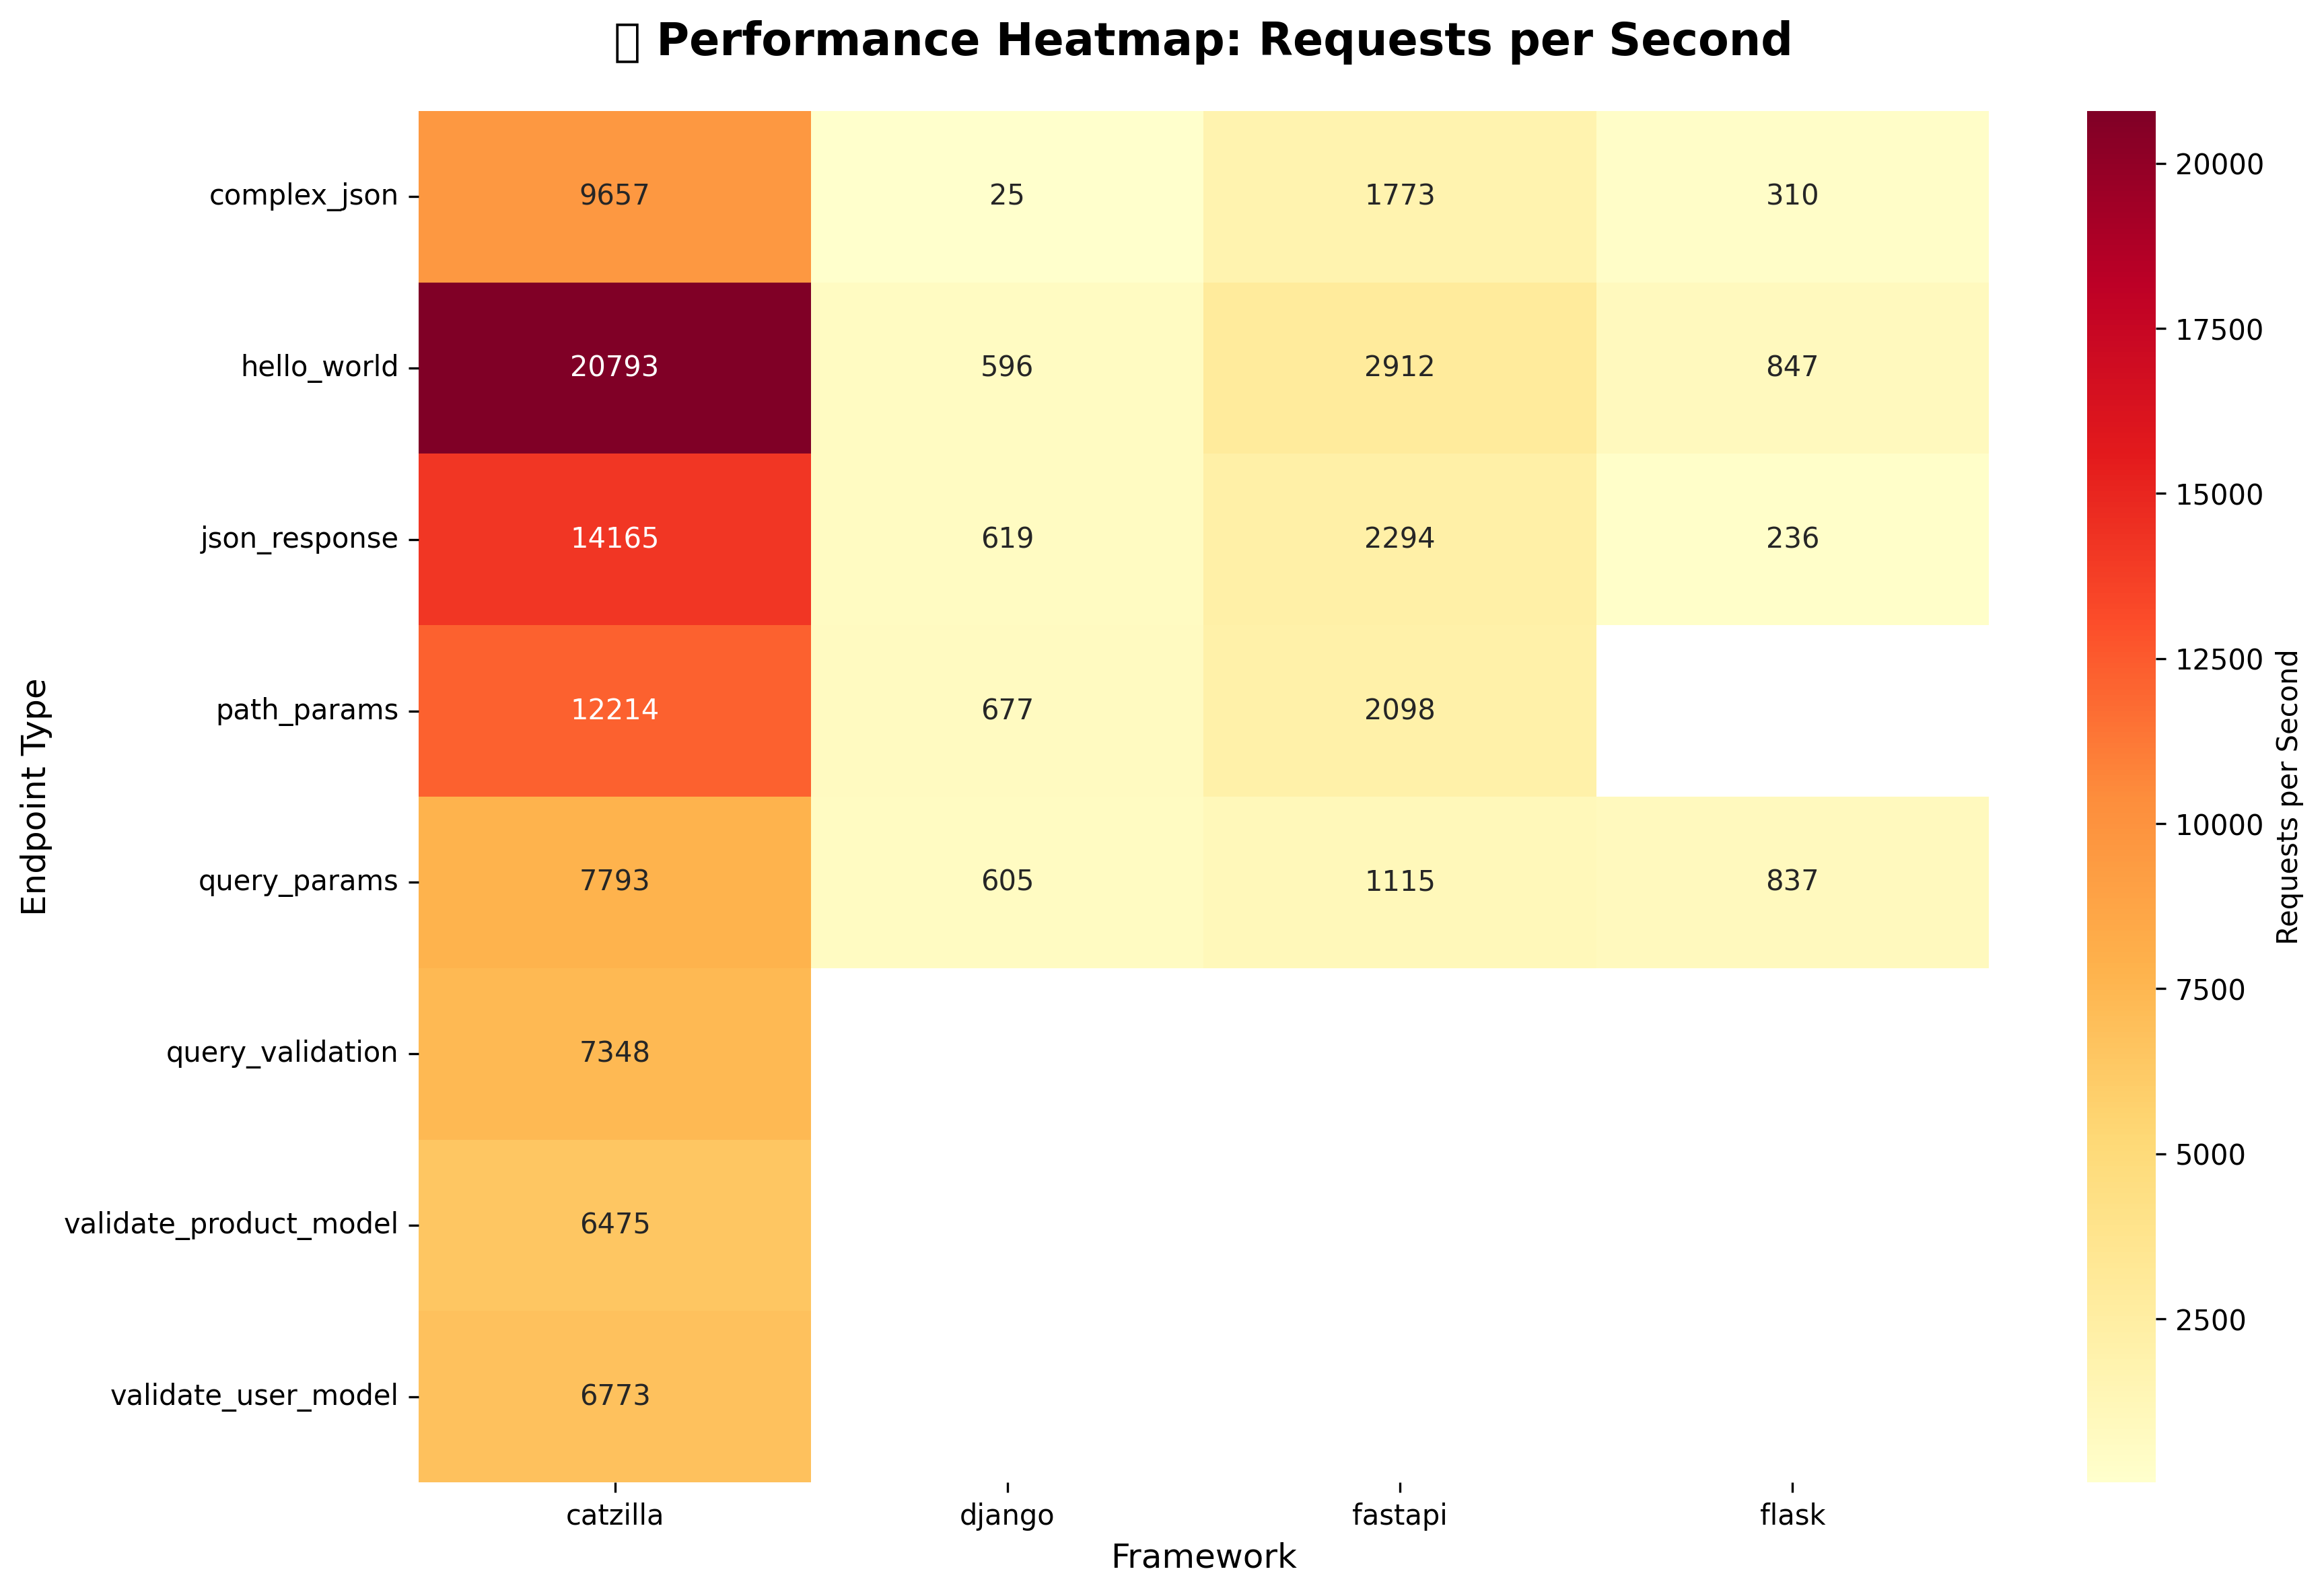 ▯ Performance Heatmap: Requests per Second
complex_json 9657 25 1773 310
hello_world 20793 596 2912 847
json_response 14165 619 2294 236
path_params 12214 677 2098
query_params 7793 605 1115 837
query_validation 7348
validate_product_model 6475
validate_user_model 6773
catzilla django fastapi flask
Framework
Endpoint Type
20000
17500
15000
12500
10000
7500
5000
2500
Requests per Second